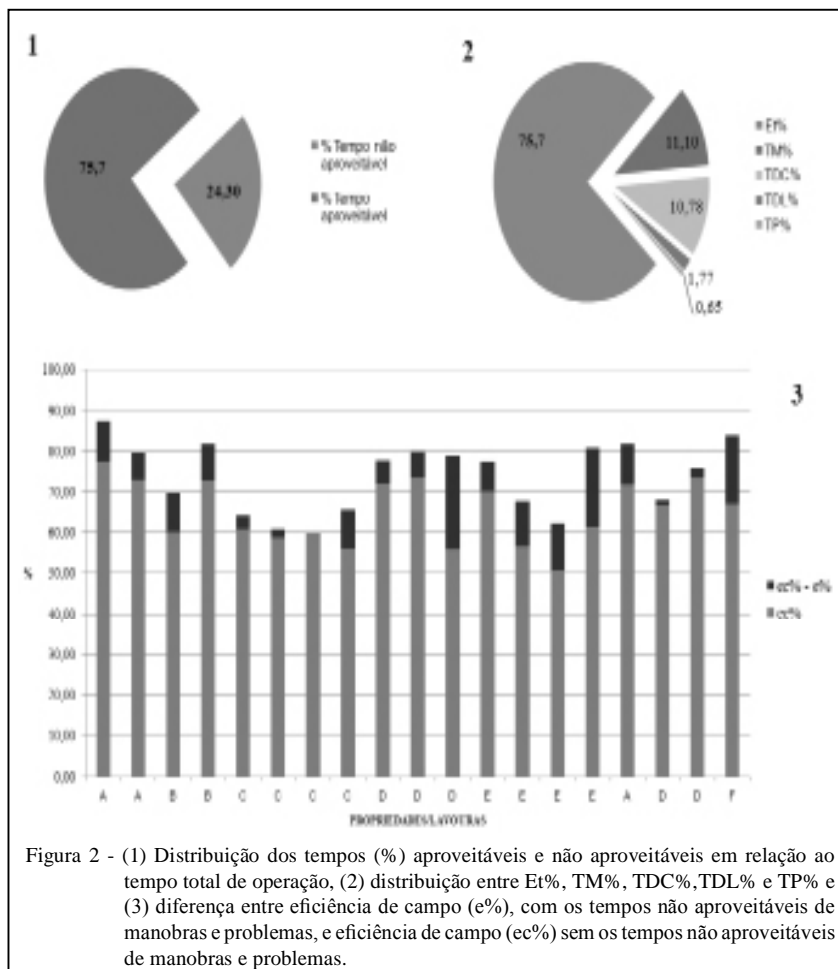 1
75,7
24,30
% Tempo não
aproveitável
% Tempo
aproveitável
2
75,7
11,10
10,78
1,77
0,65
Et%
TM%
TDC%
TDL%
TP%
3
100,00
90,00
80,00
70,00
60,00
50,00
40,00
30,00
20,00
10,00
0,00
%
A A B B C C C C D D D E E E E A D D F
PROPRIEDADES/LAVOURAS
ec% - e%
Figura 2 - (1) Distribuição dos tempos (%) aproveitáveis e não aproveitáveis em relação ao
tempo total de operação, (2) distribuição entre Et%, TM%, TDC%,TDL% e TP% e
(3) diferença entre eficiência de campo (e%), com os tempos não aproveitáveis de
manobras e problemas, e eficiência de campo (ec%) sem os tempos não aproveitáveis
de manobras e problemas.